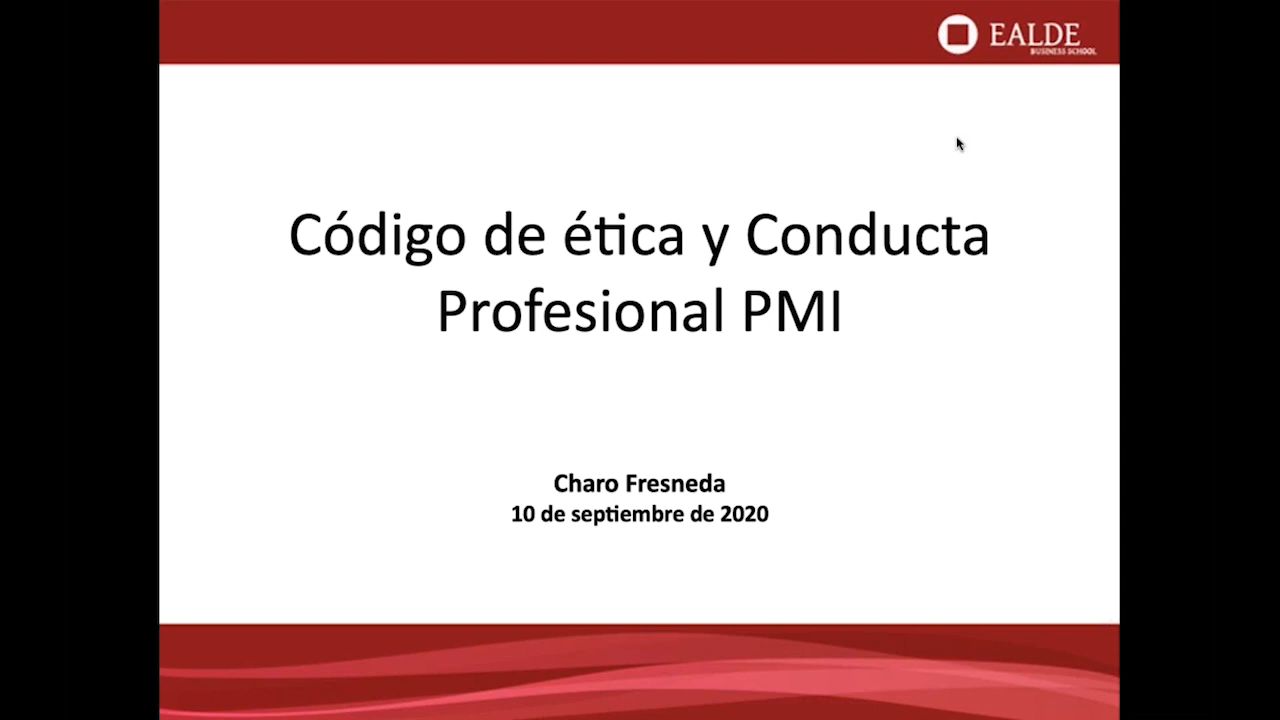 EALDE
BUSINESS SCHOOL
Código de ética y Conducta
Profesional PMI
Charo Fresneda
10 de septiembre de 2020